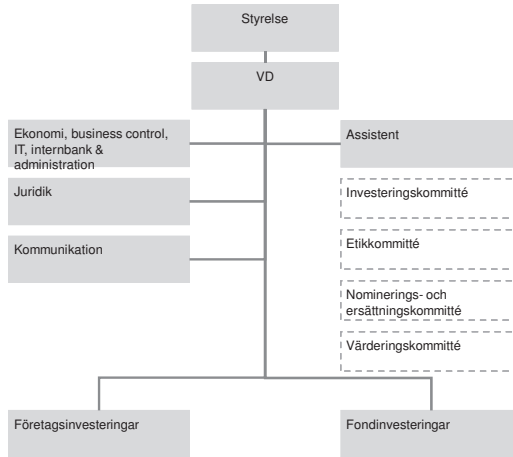 Styrelse
VD
Ekonomi, business control,
IT, internbank &
administration
Assistent
Juridik
Investeringskommitté
Kommunikation
Etikkommitté
Nominerings- och
ersättningskommitté
Värderingskommitté
Företagsinvesteringar
Fondinvesteringar